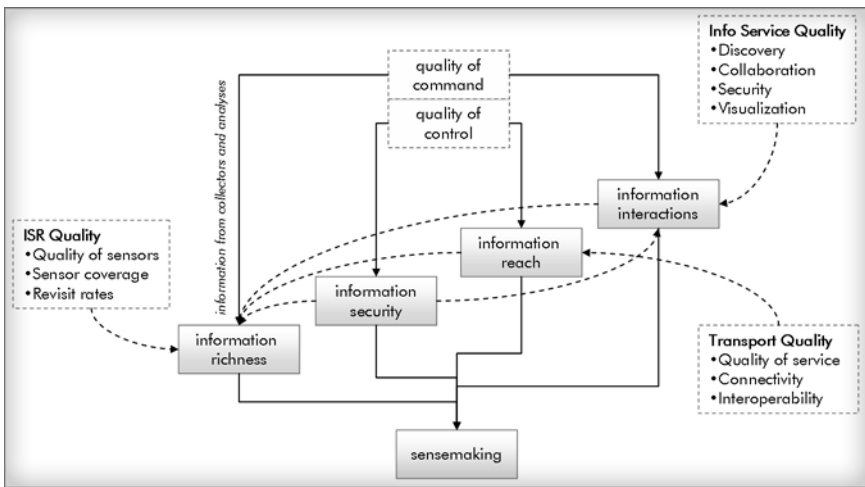 quality of
command
quality of
control
information from collectors and analyses
Info Service Quality
•Discovery
•Collaboration
•Security
•Visualization
information
interactions
ISR Quality
•Quality of sensors
•Sensor coverage
•Revisit rates
information
reach
information
security
information
richness
Transport Quality
•Quality of service
•Connectivity
•Interoperability
sensemaking